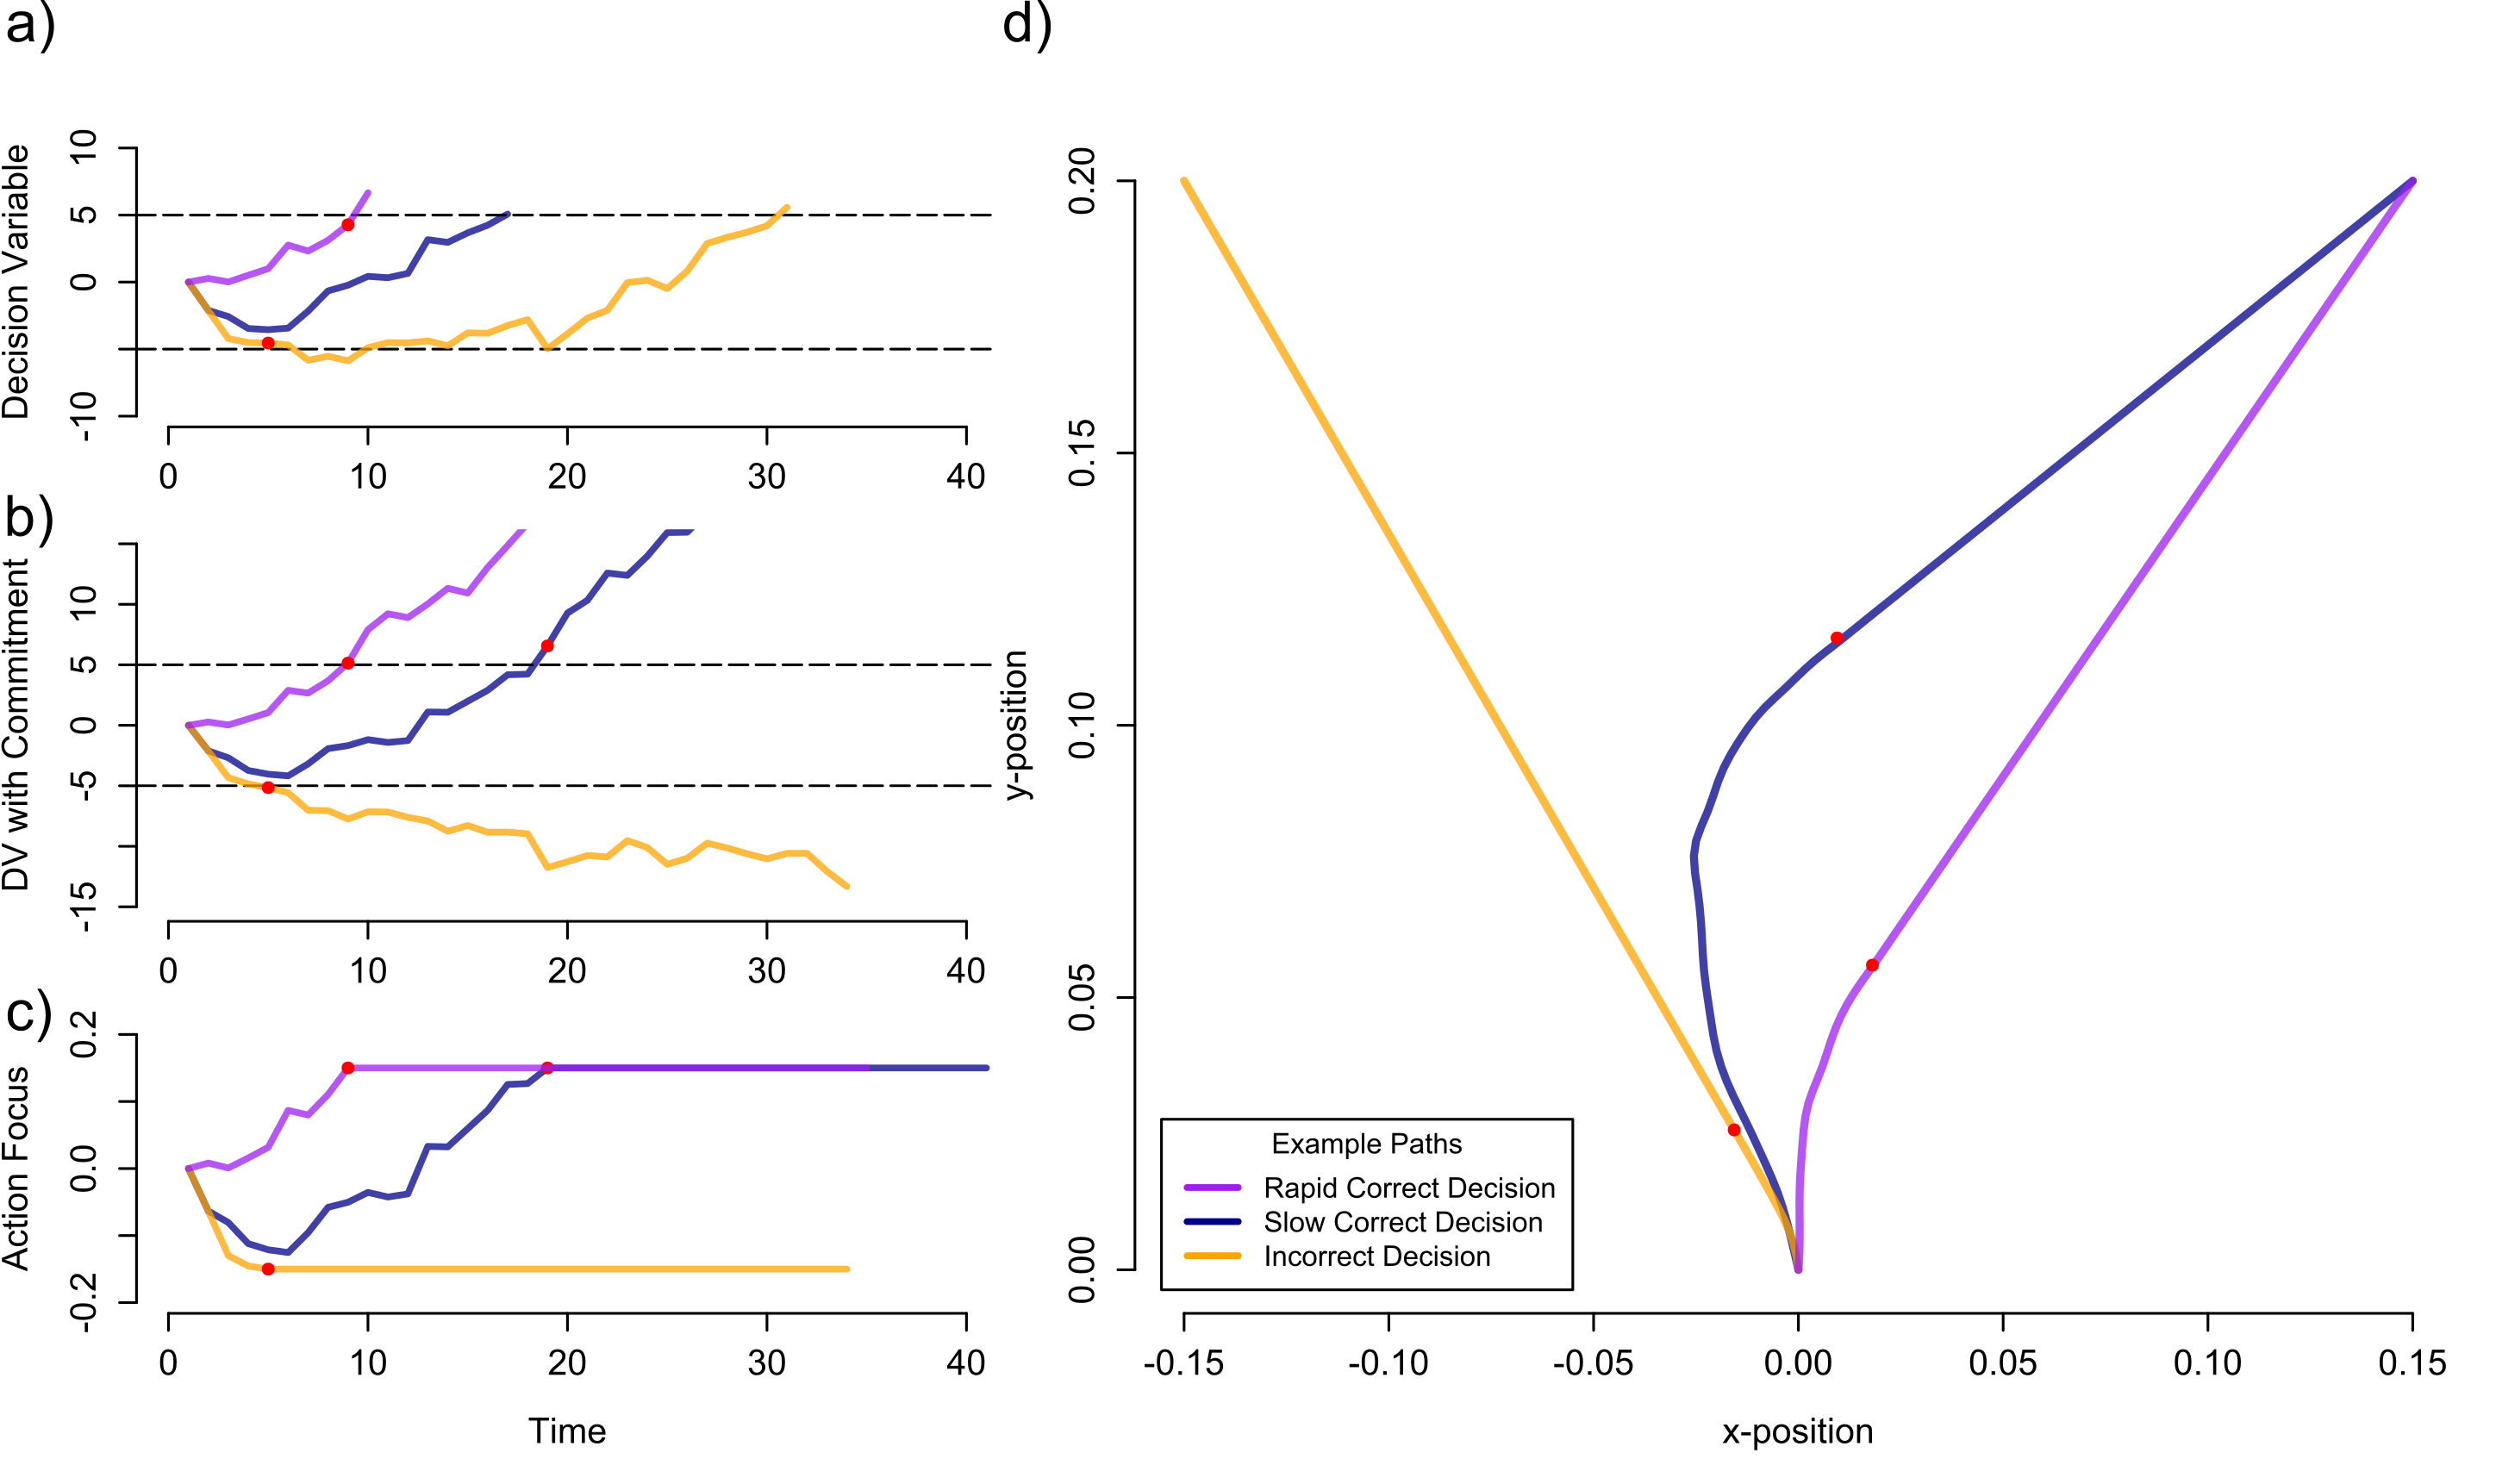 a)
Decision Variable
10
5
0
-10
0 10 20 30 40
b)
DV with Commitment
10
5
0
-5
-15
0 10 20 30 40
c)
Action Focus
0.2
0.0
-0.2
0 10 20 30 40
Time
d)
y-position
0.20
0.15
0.10
0.05
0.00
Example Paths
Rapid Correct Decision
Slow Correct Decision
Incorrect Decision
-0.15 -0.10 -0.05 0.00 0.05 0.10 0.15
x-position